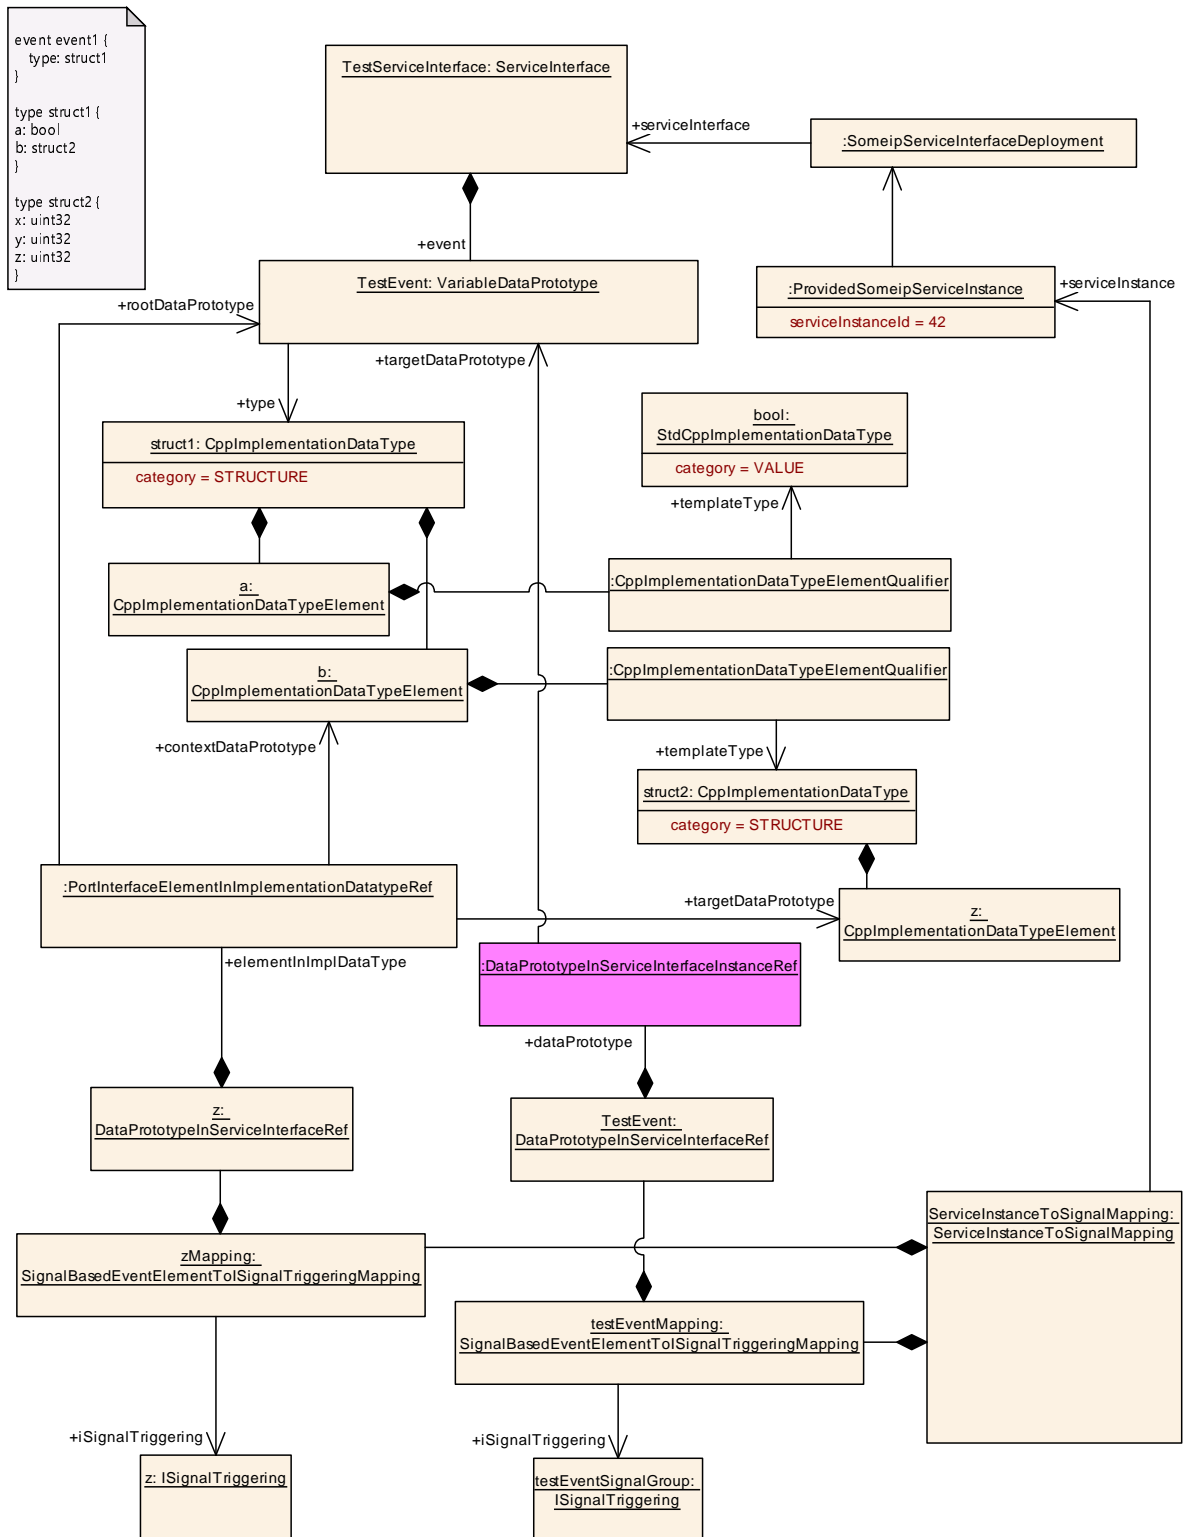 event event1 {
type: struct1
}
type struct1 {
a: bool
b: struct2
}
type struct2 {
x: uint32
y: uint32
z: uint32
}
TestServiceInterface: ServiceInterface
+serviceInterface
:SomeipServiceInterfaceDeployment
+event
TestEvent: VariableDataPrototype
:ProvidedSomeipServiceInstance
serviceInstanceId = 42
+serviceInstance
+rootDataPrototype
+targetDataPrototype
+type
struct1: CppImplementationDataType
category = STRUCTURE
bool:
StdCppImplementationDataType
category = VALUE
+templateType
a:
CppImplementationDataTypeElement
:CppImplementationDataTypeElementQualifier
b:
CppImplementationDataTypeElement
:CppImplementationDataTypeElementQualifier
+contextDataPrototype
+templateType
struct2: CppImplementationDataType
category = STRUCTURE
:PortInterfaceElementInImplementationDatatypeRef
+targetDataPrototype
z:
CppImplementationDataTypeElement
+elementInImplDataType
:DataPrototypeInServiceInterfaceInstanceRef
+dataPrototype
z:
DataPrototypeInServiceInterfaceRef
TestEvent:
DataPrototypeInServiceInterfaceRef
ServiceInstanceToSignalMapping:
ServiceInstanceToSignalMapping
zMapping:
SignalBasedEventElementToISignalTriggeringMapping
testEventMapping:
SignalBasedEventElementToISignalTriggeringMapping
+iSignalTriggering
+iSignalTriggering
z: ISignalTriggering
testEventSignalGroup:
ISignalTriggering